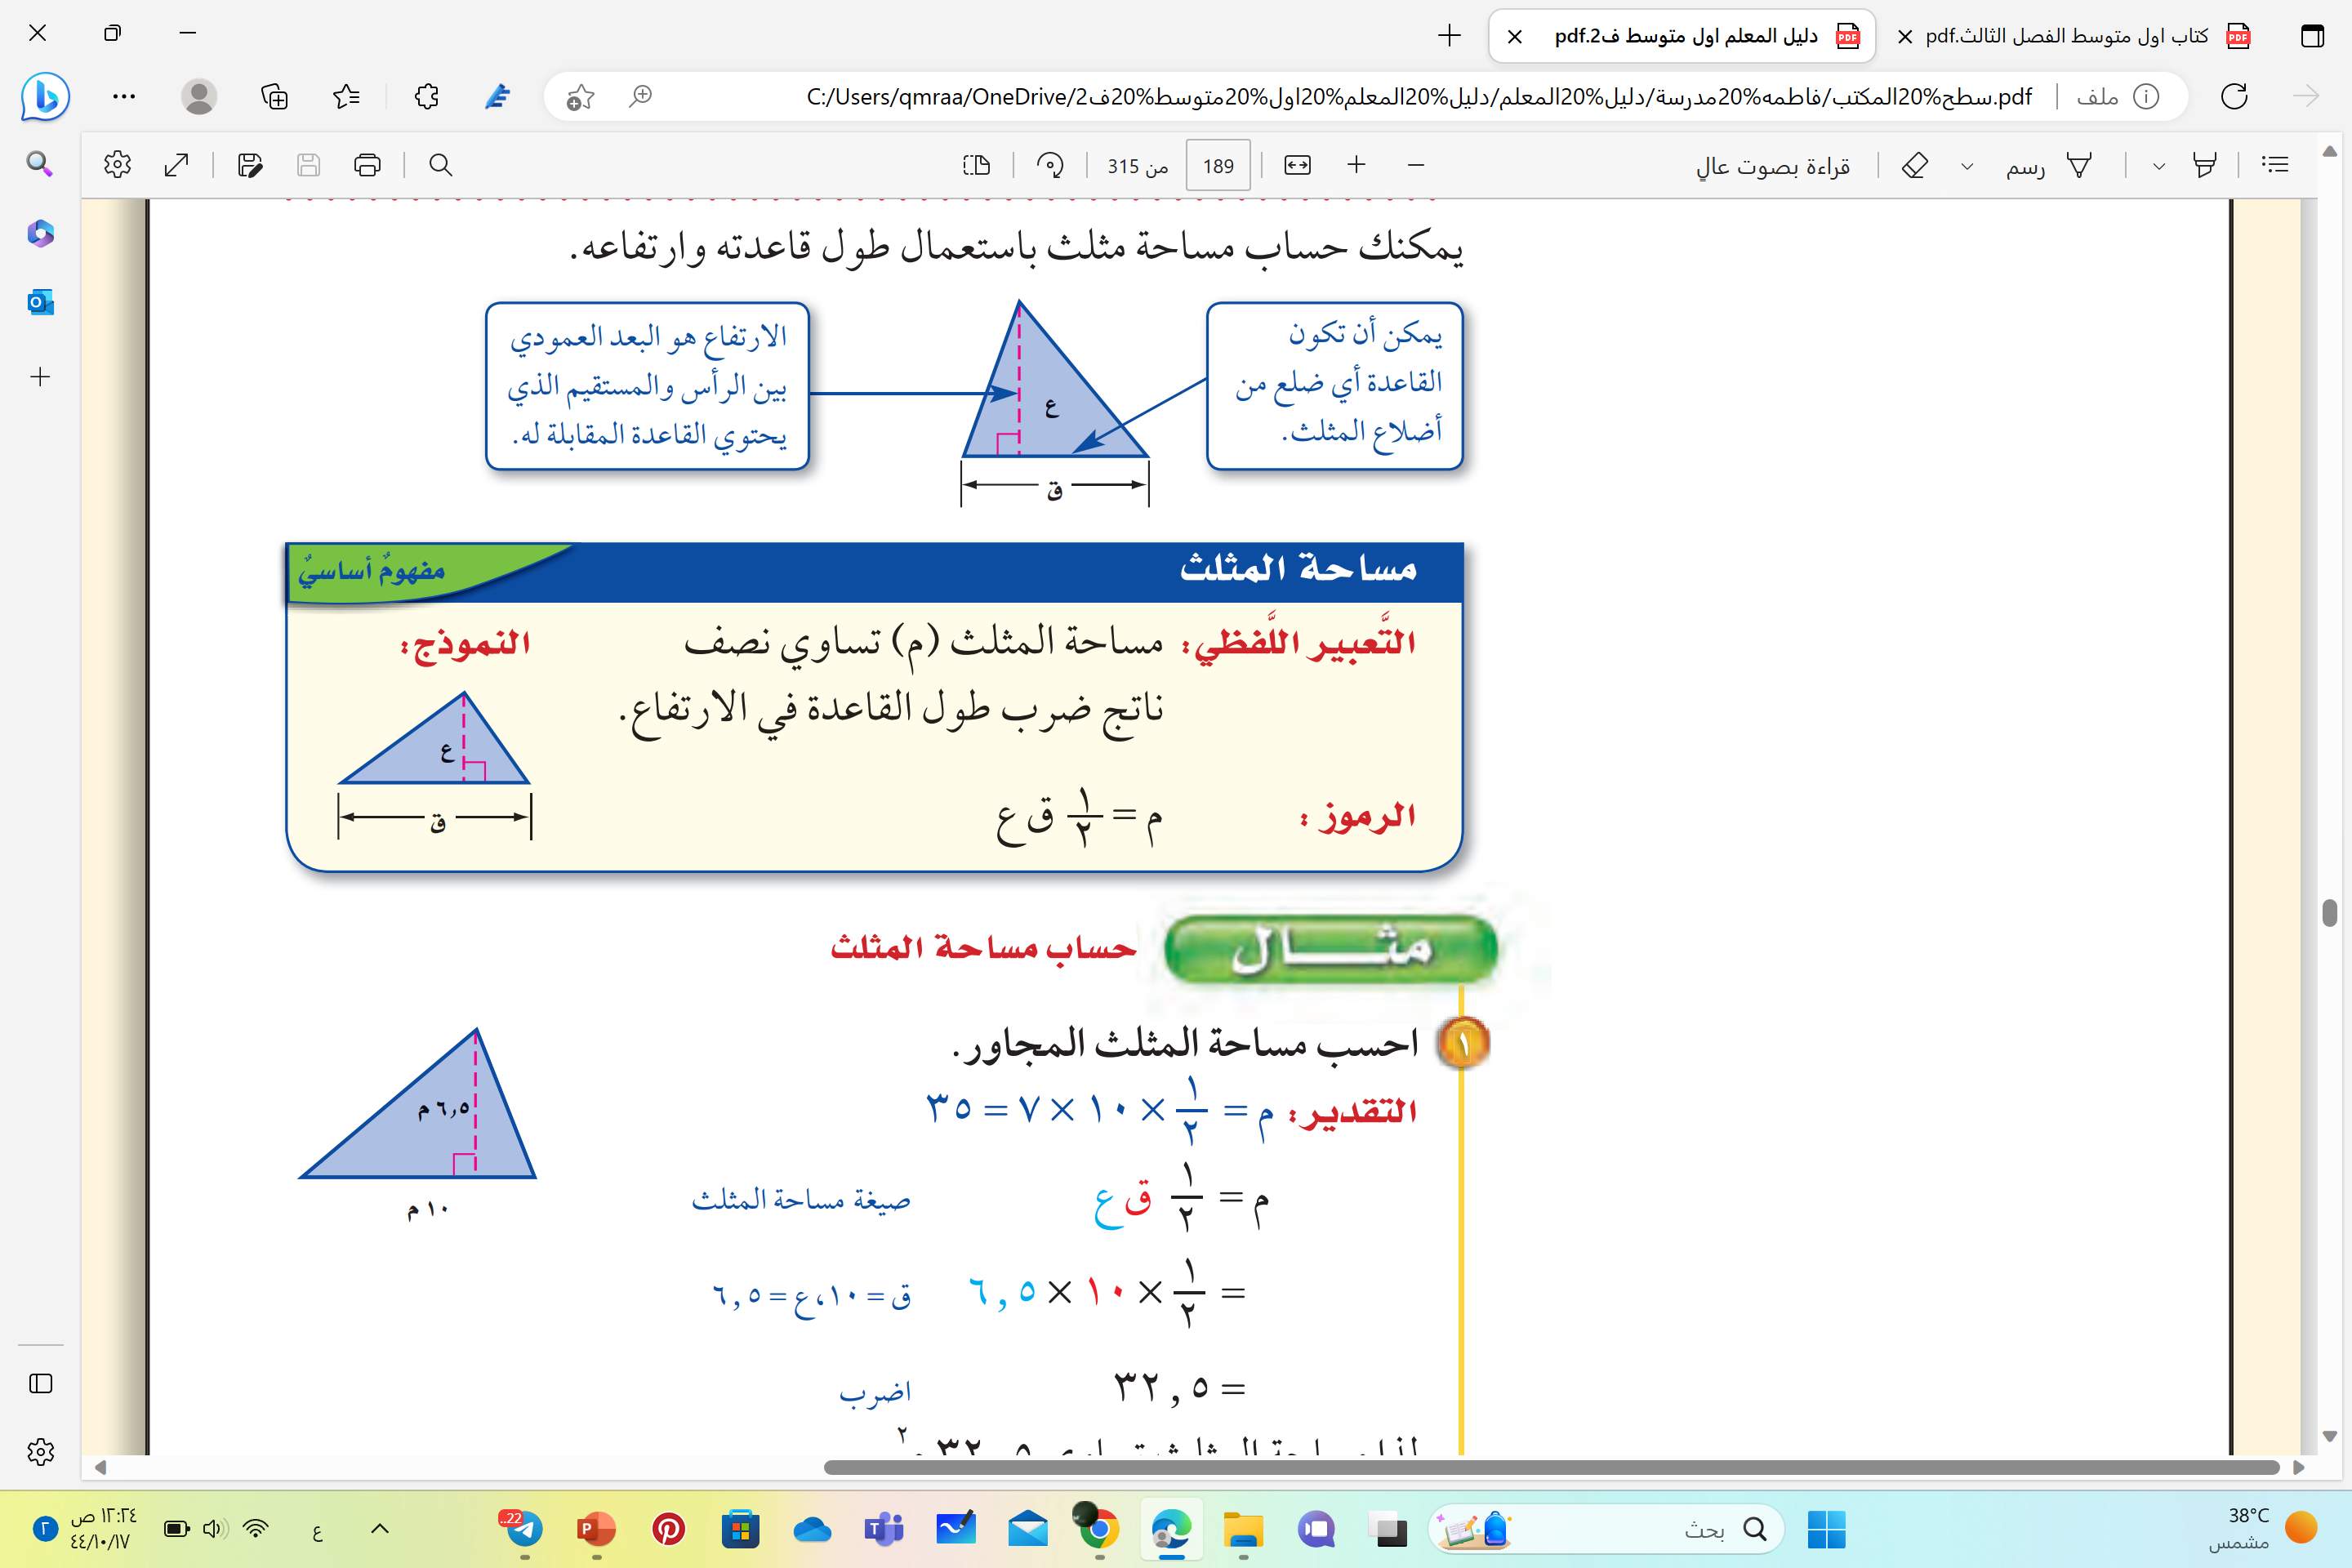 كتاب اول متوسط الفصل الثالث.pdf
دليل المعلم اول متوسط ف2.pdf
ملف
C:/Users/qmraa/OneDrive/سطح%20المكتب/فاطمه%20مدرسة/دليل%20المعلم/دليل%20المعلم%20اول%20متوسط%20ف2.pdf
رسم
قراءة بصوت عالٍ
189
من 315
يمكنك حساب مساحة مثلث باستعمال طول قاعدته وارتفاعه.
يمكن أن تكون
القاعدة أي ضلع من
أضلاع المثلث.
ع
ق
الارتفاع هو البعد العمودي
بين الرأس والمستقيم الذي
يحتوي القاعدة المقابلة له.
مساحة المثلث
مفهومٌ أساسيٌ
التَّعبير اللَّفظي: مساحة المثلث (م) تساوي نصف
ناتج ضرب طول القاعدة في الارتفاع.
النموذج:
ع
ق
الرموز : م = ١/٢ ق ع
مثـــــال
حساب مساحة المثلث
١
احسب مساحة المثلث المجاور.
التقدير: م = ١/٢ × ١٠ × ٧ = ٣٥
٦,٥ م
١٠ م
م = ١/٢ ق ع صيغة مساحة المثلث
= ١/٢ × ١٠ × ٦,٥ ق = ١٠، ع = ٦,٥
= ٣٢,٥ اضرب
38°C
مشمس
بحث
22..
ع
١٢:٢٤ ص
٤٤/١٠/١٧
٢